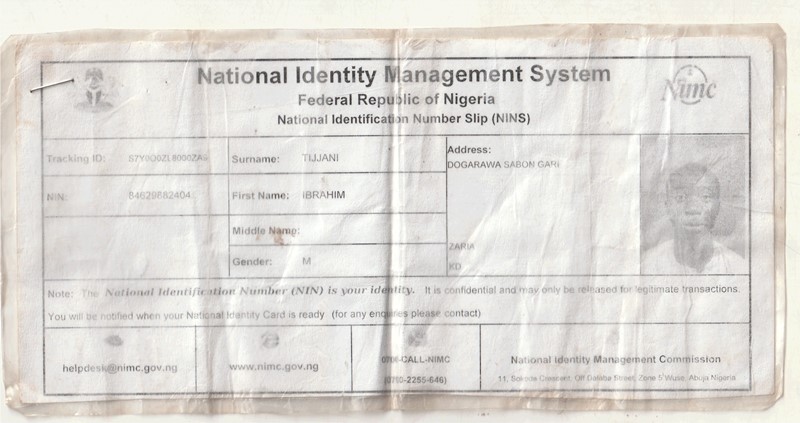 National Identity Management System
Federal Republic of Nigeria
National Identification Number Slip (NINS)
Nimc
Tracking ID:
Surname: TIJJANI
Address:
DOGARAWA SABON GARI
NIN: 84629882404
First Name: IBRAHIM
Middle Name:
ZARIA
Gender: M
KD
Note: The National Identification Number (NIN) is your identity. It is confidential and may only be released for legitimate transactions.
You will be notified when your National Identity Card is ready (for any enquiries please contact)
helpdesk@nimc.gov.ng
www.nimc.gov.ng
0700-CALL-NIMC
(0700-2255-646)
National Identity Management Commission
11, Sokode Crescent, Off Dalaba Street, Zone 5 Wuse, Abuja Nigeria